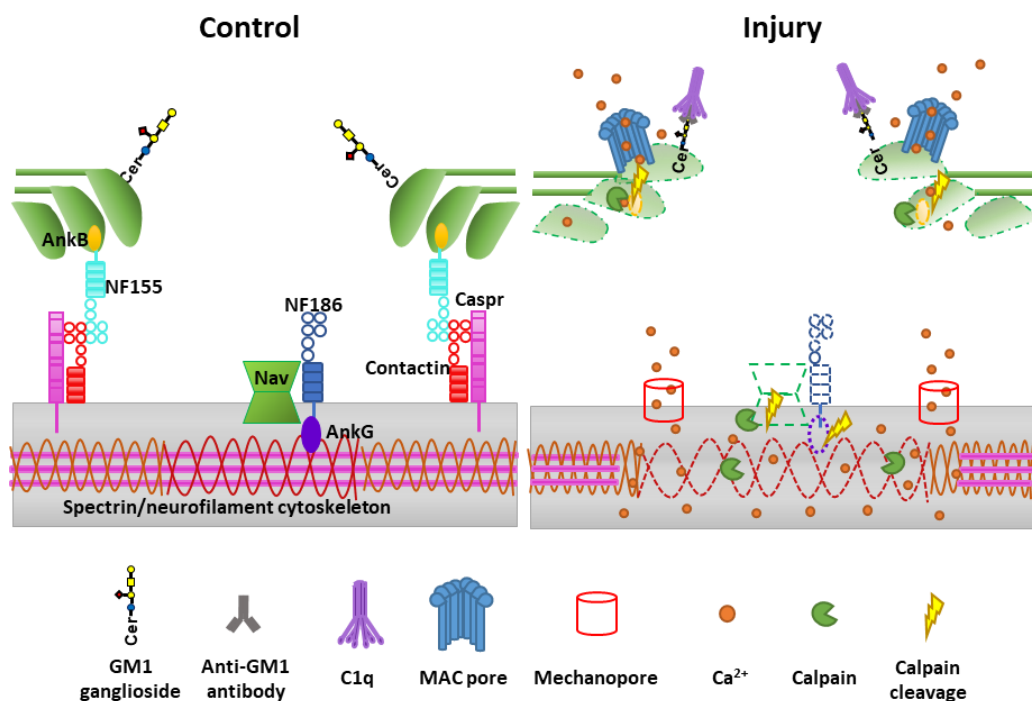 Control
Injury
Cer
Cer
Cer
Cer
AnkB
NF155
NF186
Caspr
Nav
Contactin
AnkG
Spectrin/neurofilament cytoskeleton
Cer
GM1
ganglioside
Anti-GM1
antibody
C1q
MAC pore
Mechanopore
Ca²⁺
Calpain
Calpain
cleavage